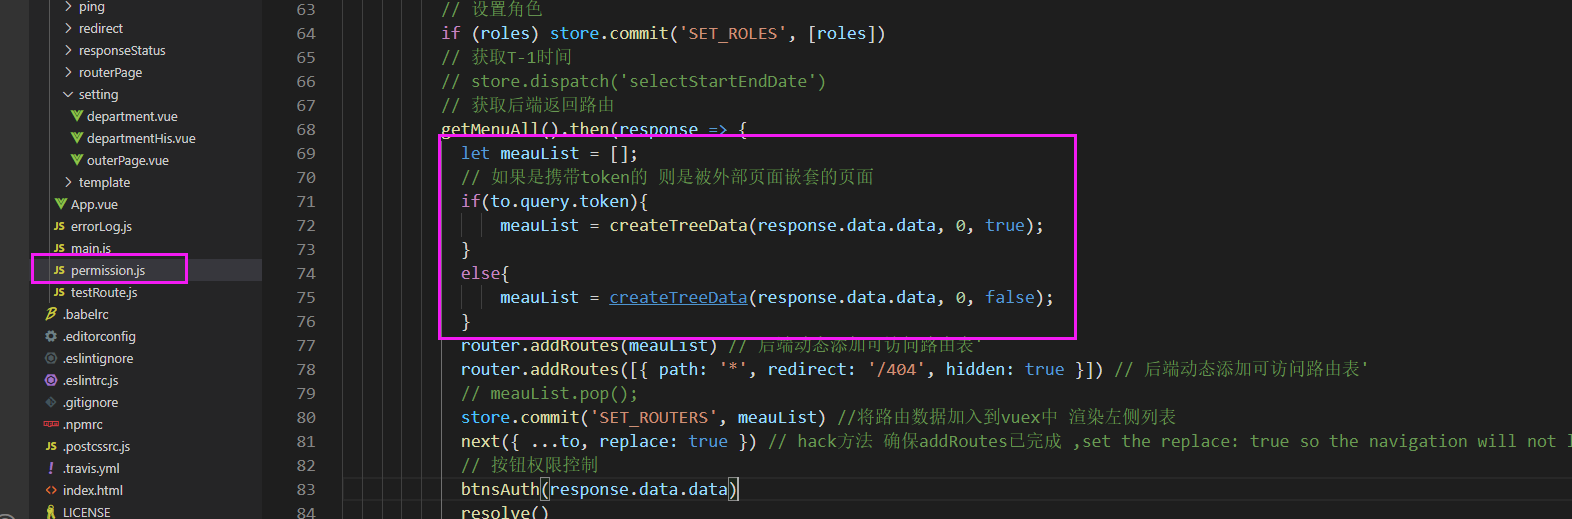 ping
redirect
responseStatus
routerPage
setting
department.vue
departmentHis.vue
outerPage.vue
template
App.vue
JS errorLog.js
JS main.js
JS permission.js
JS testRoute.js
.babelrc
.editorconfig
.eslintignore
.eslintrc.js
.gitignore
npm .npmrc
JS .postcssrc.js
! .travis.yml
<> index.html
LICENSE
63 // 设置角色
64 if (roles) store.commit('SET_ROLES', [roles])
65 // 获取T-1时间
66 // store.dispatch('selectStartEndDate')
67 // 获取后端返回路由
68 getMenuAll().then(response => {
69 let meauList = [];
70 // 如果是携带token的 则是被外部页面嵌套的页面
71 if(to.query.token){
72 meauList = createTreeData(response.data.data, 0, true);
73 }
74 else{
75 meauList = createTreeData(response.data.data, 0, false);
76 }
77 router.addRoutes(meauList) // 后端动态添加可访问路由表'
78 router.addRoutes([{ path: '*', redirect: '/404', hidden: true }]) // 后端动态添加可访问路由表'
79 // meauList.pop();
80 store.commit('SET_ROUTERS', meauList) //将路由数据加入到vuex中 渲染左侧列表
81 next({ ...to, replace: true }) // hack方法 确保addRoutes已完成 ,set the replace: true so the navigation will not
82 // 按钮权限控制
83 btnsAuth(response.data.data)
84 resolve()